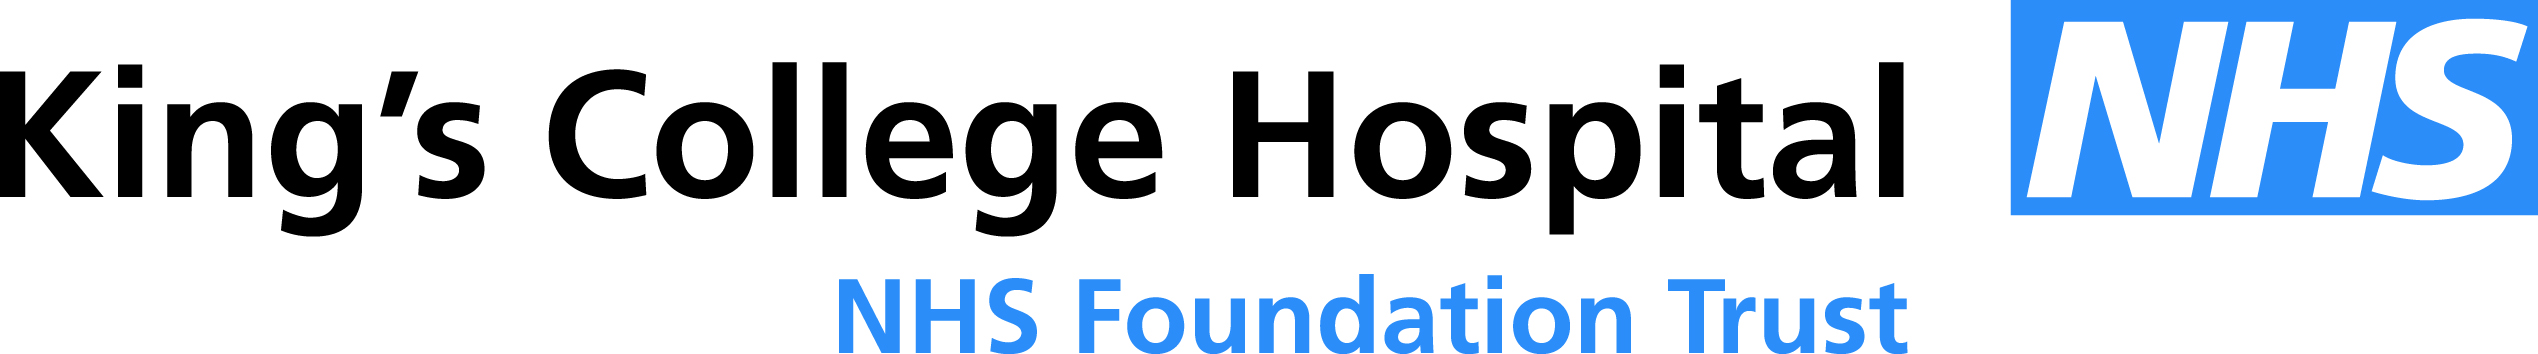 King’s College Hospital NHS
NHS Foundation Trust